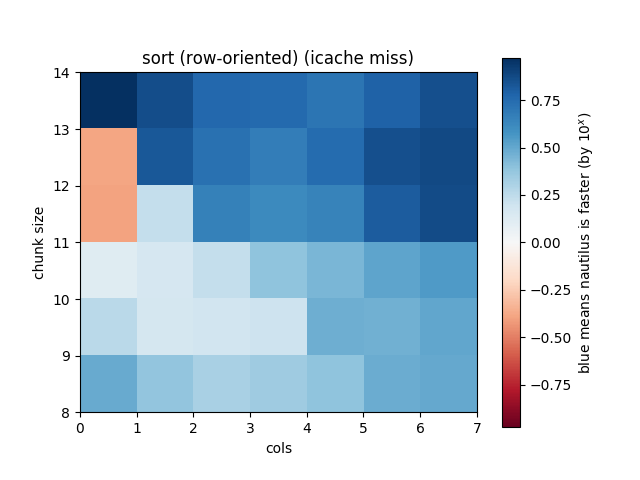 sort (row-oriented) (icache miss)
14
13
12
11
10
9
8
chunk size
0 1 2 3 4 5 6 7
cols
0.75
0.50
0.25
0.00
−0.25
−0.50
−0.75
blue means nautilus is faster (by 10^x)